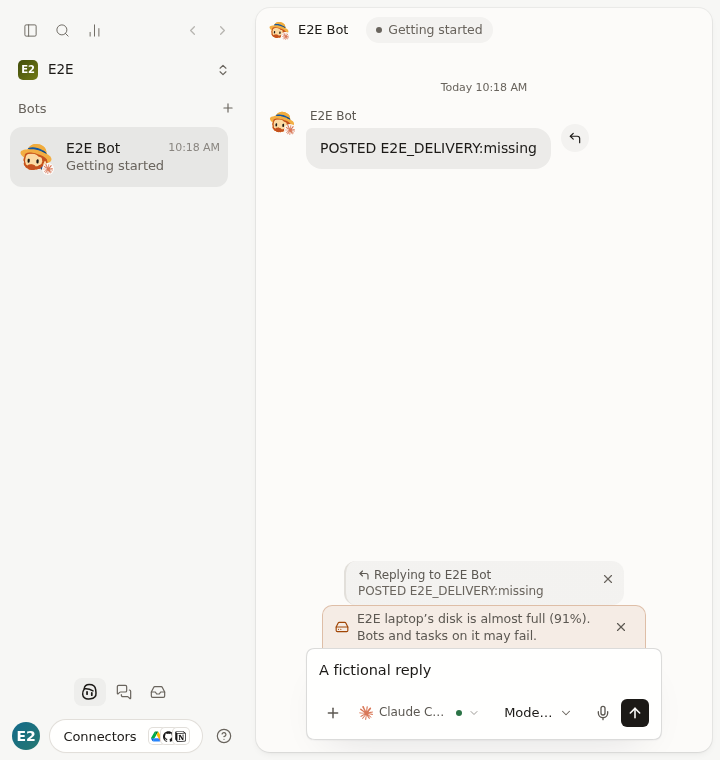 E2 E2E
Bots
E2E Bot 10:18 AM
Getting started
E2 Connectors
E2E Bot Getting started
Today 10:18 AM
E2E Bot
POSTED E2E_DELIVERY:missing
Replying to E2E Bot
POSTED E2E_DELIVERY:missing
E2E laptop’s disk is almost full (91%).
Bots and tasks on it may fail.
A fictional reply
Claude C... Mode...